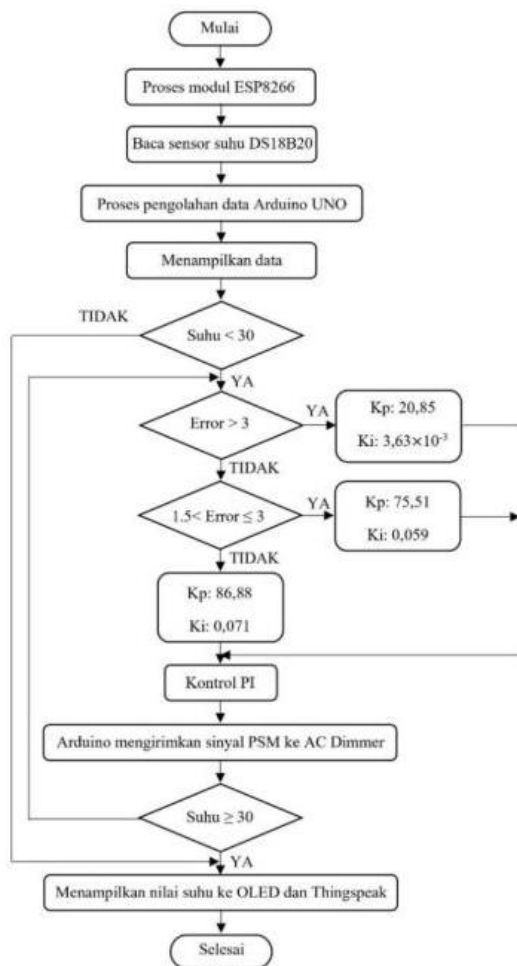 Mulai
Proses modul ESP8266
Baca sensor suhu DS18B20
Proses pengolahan data Arduino UNO
Menampilkan data
TIDAK
Suhu < 30
YA
Error > 3
YA
Kp: 20,85
Ki: 3,63×10⁻³
TIDAK
1.5< Error ≤ 3
YA
Kp: 75,51
Ki: 0,059
TIDAK
Kp: 86,88
Ki: 0,071
Kontrol PI
Arduino mengirimkan sinyal PSM ke AC Dimmer
Suhu ≥ 30
YA
Menampilkan nilai suhu ke OLED dan Thingspeak
Selesai